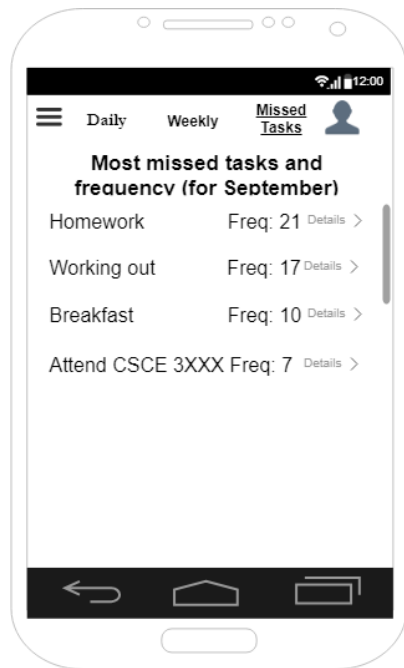 12:00
Daily Weekly Missed
Tasks
Most missed tasks and
frequency (for September)
Homework Freq: 21 Details >
Working out Freq: 17 Details >
Breakfast Freq: 10 Details >
Attend CSCE 3XXX Freq: 7 Details >